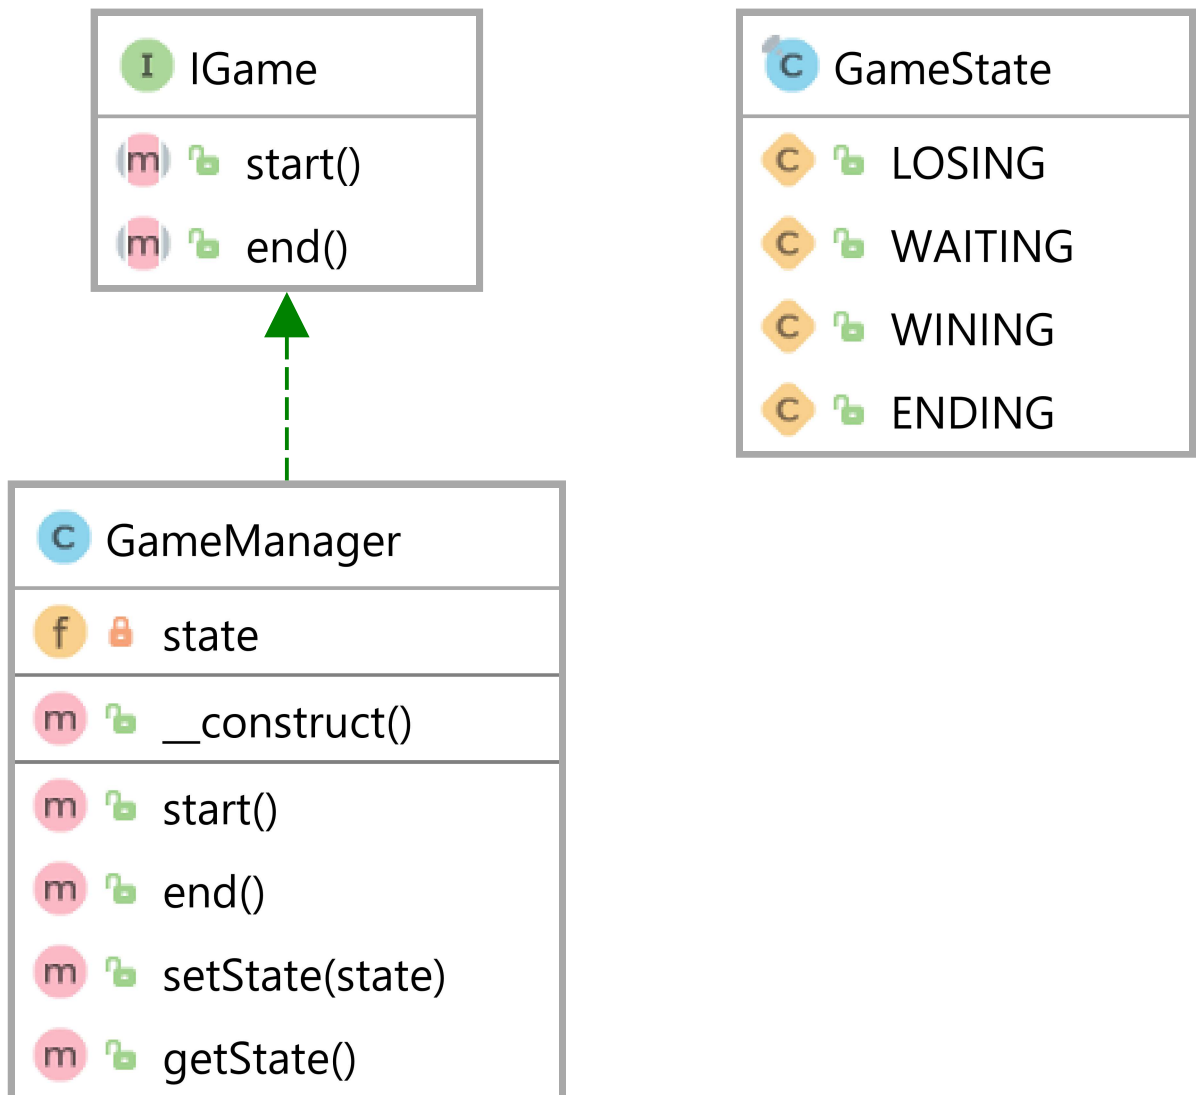 I IGame
m start()
m end()
C GameState
C LOSING
C WAITING
C WINING
C ENDING
C GameManager
f state
m __construct()
m start()
m end()
m setState(state)
m getState()